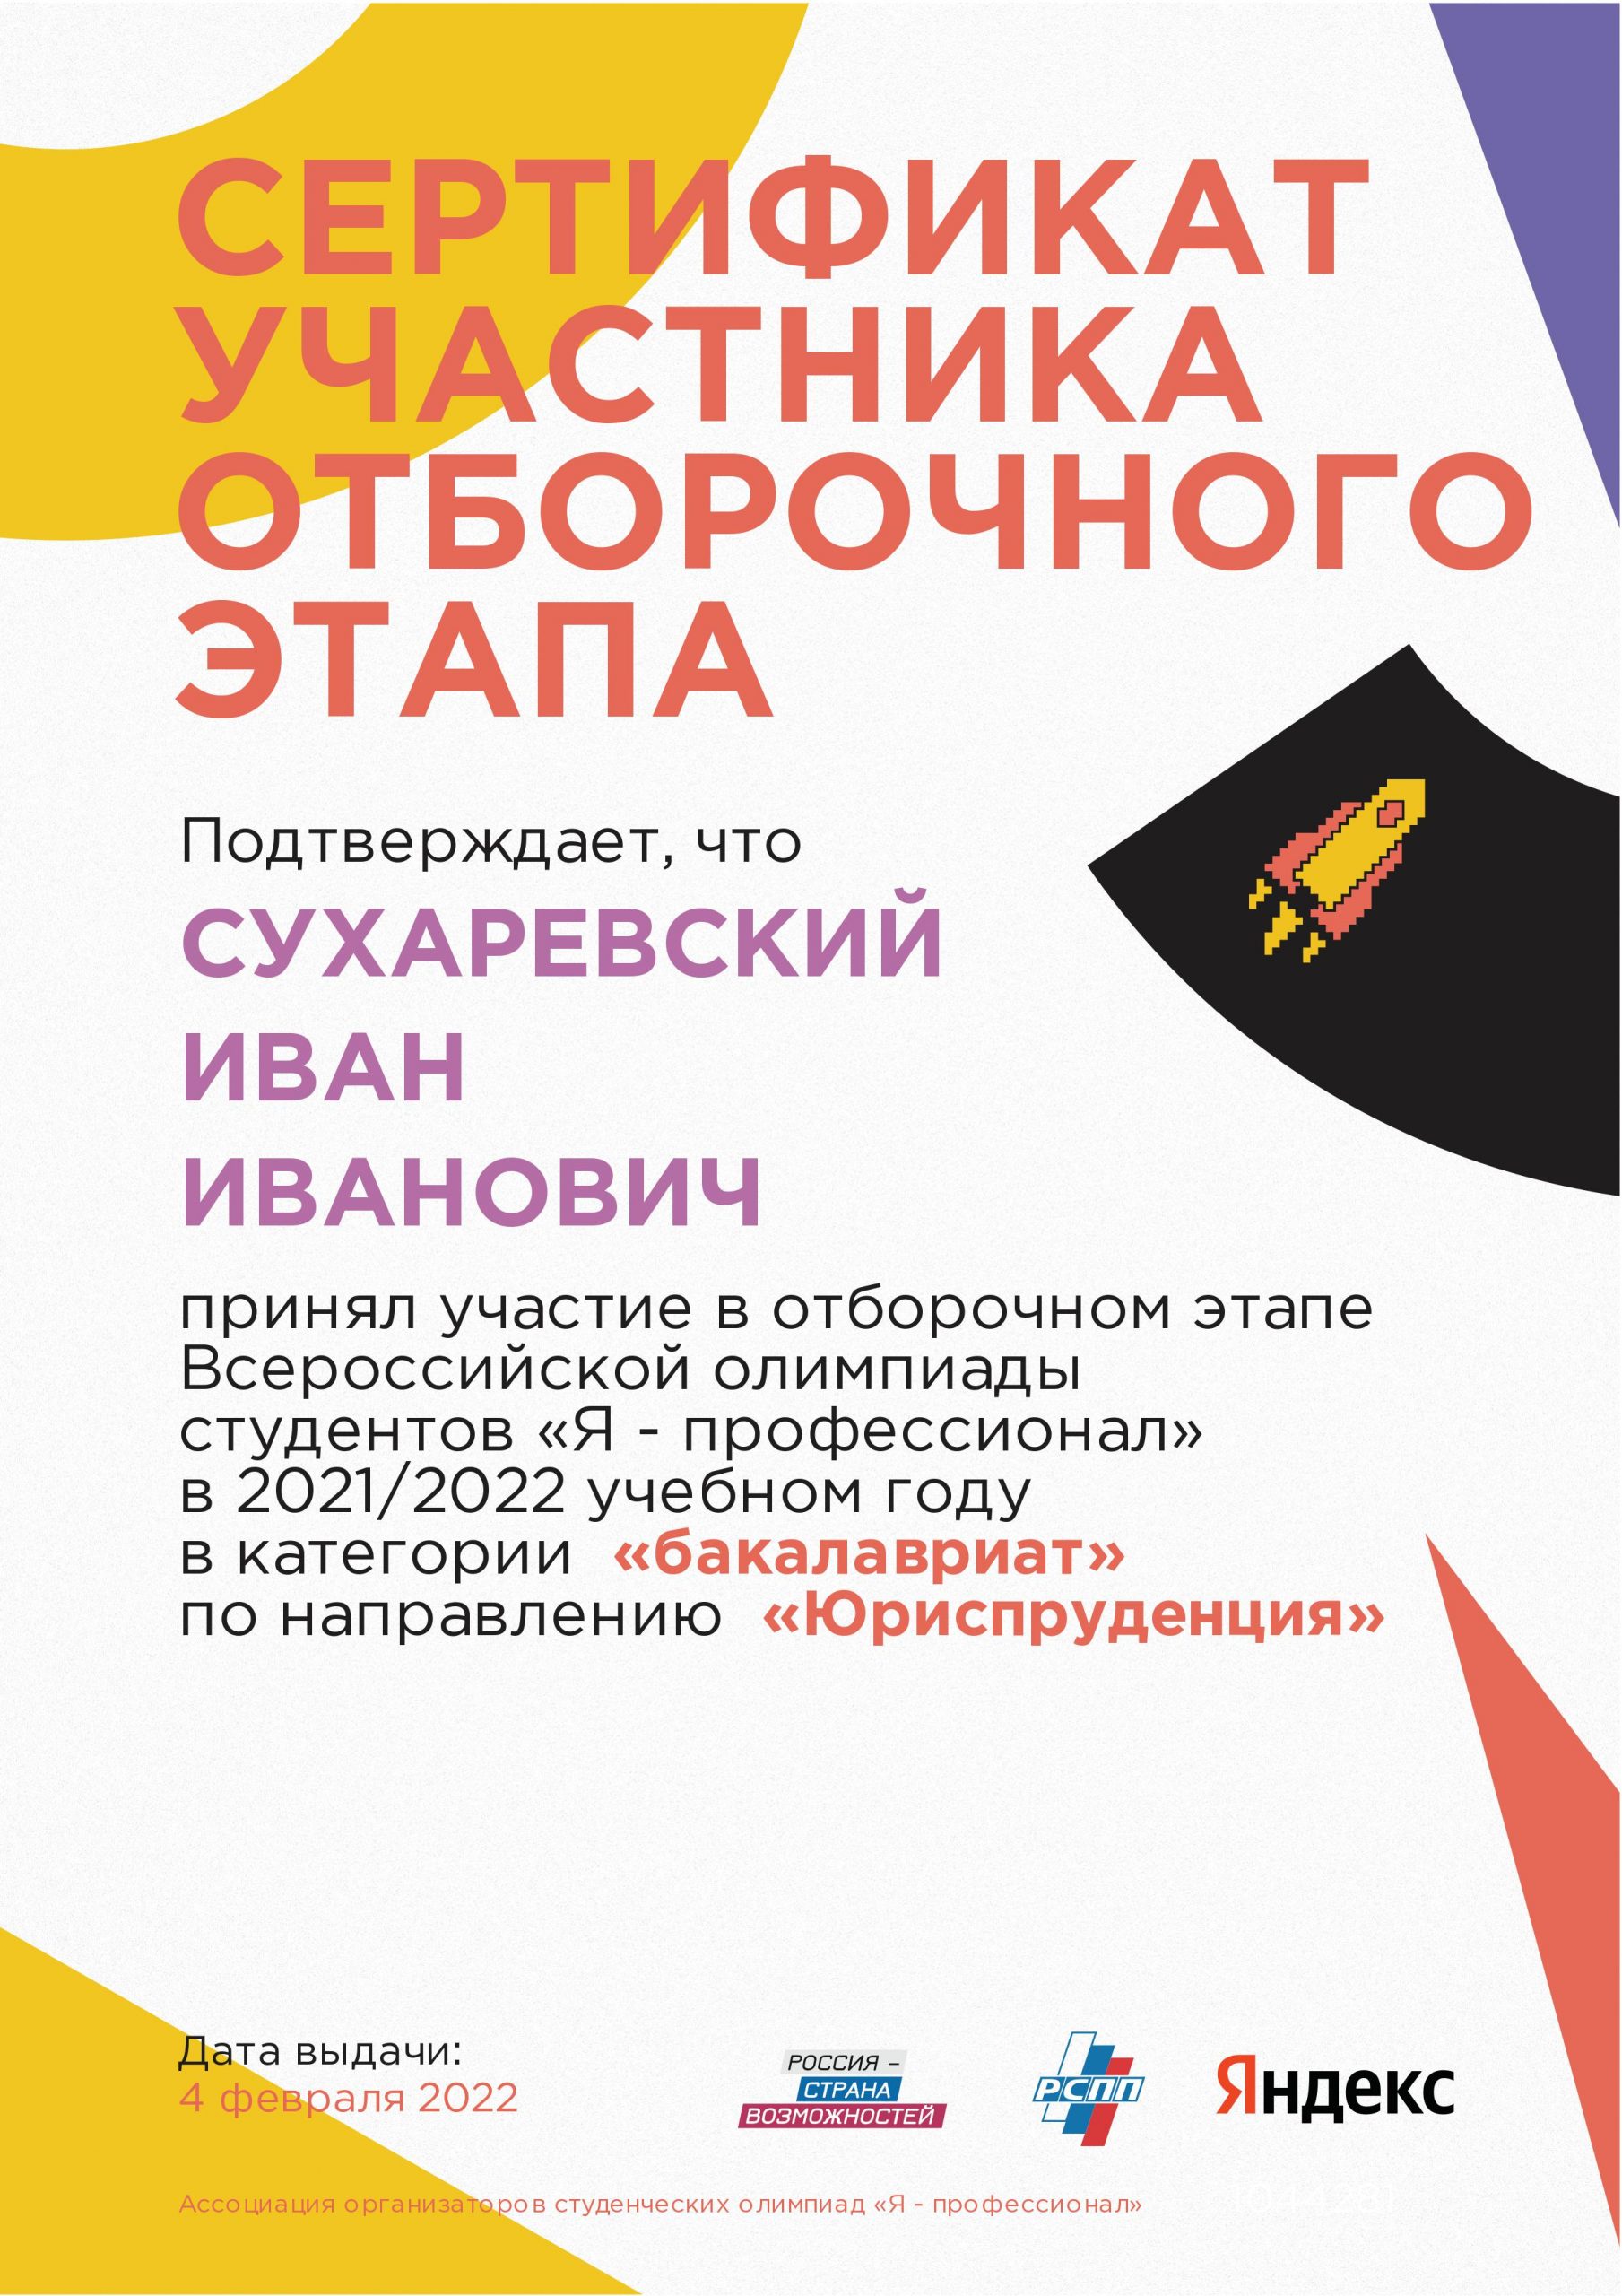 СЕРТИФИКАТ
УЧАСТНИКА
ОТБОРОЧНОГО
ЭТАПА
Подтверждает, что
СУХАРЕВСКИЙ
ИВАН
ИВАНОВИЧ
принял участие в отборочном этапе
Всероссийской олимпиады
студентов «Я - профессионал»
в 2021/2022 учебном году
в категории «бакалавриат»
по направлению «Юриспруденция»
Дата выдачи:
4 февраля 2022
РОССИЯ –
СТРАНА
ВОЗМОЖНОСТЕЙ
РСПП
Яндекс
Ассоциация организаторов студенческих олимпиад «Я - профессионал»